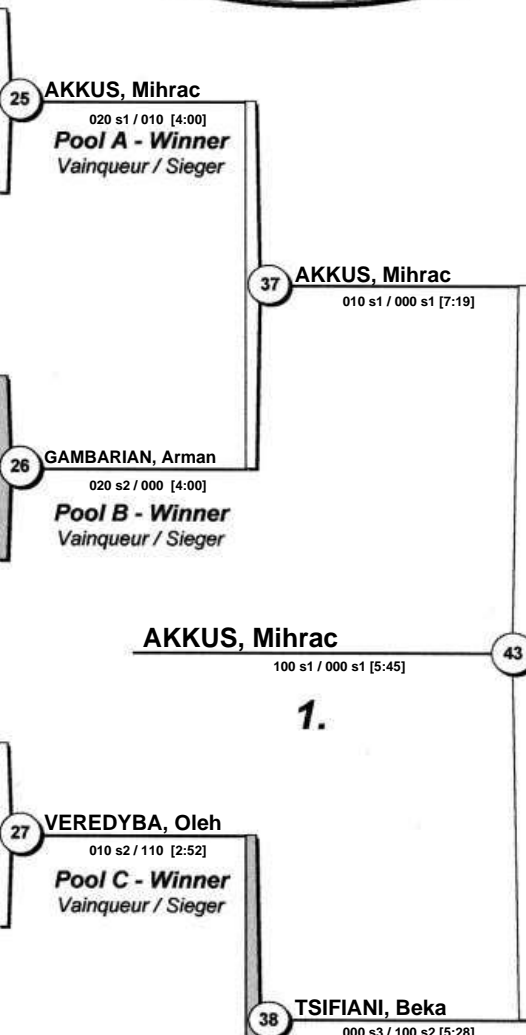 25
AKKUS, Mihrac
020 s1 / 010 [4:00]
Pool A - Winner
Vainqueur / Sieger
37
AKKUS, Mihrac
010 s1 / 000 s1 [7:19]
26
GAMBARIAN, Arman
020 s2 / 000 [4:00]
Pool B - Winner
Vainqueur / Sieger
AKKUS, Mihrac
100 s1 / 000 s1 [5:45]
43
1.
27
VEREDYBA, Oleh
010 s2 / 110 [2:52]
Pool C - Winner
Vainqueur / Sieger
38
TSIFIANI, Beka
000 s3 / 100 s2 [5:28]